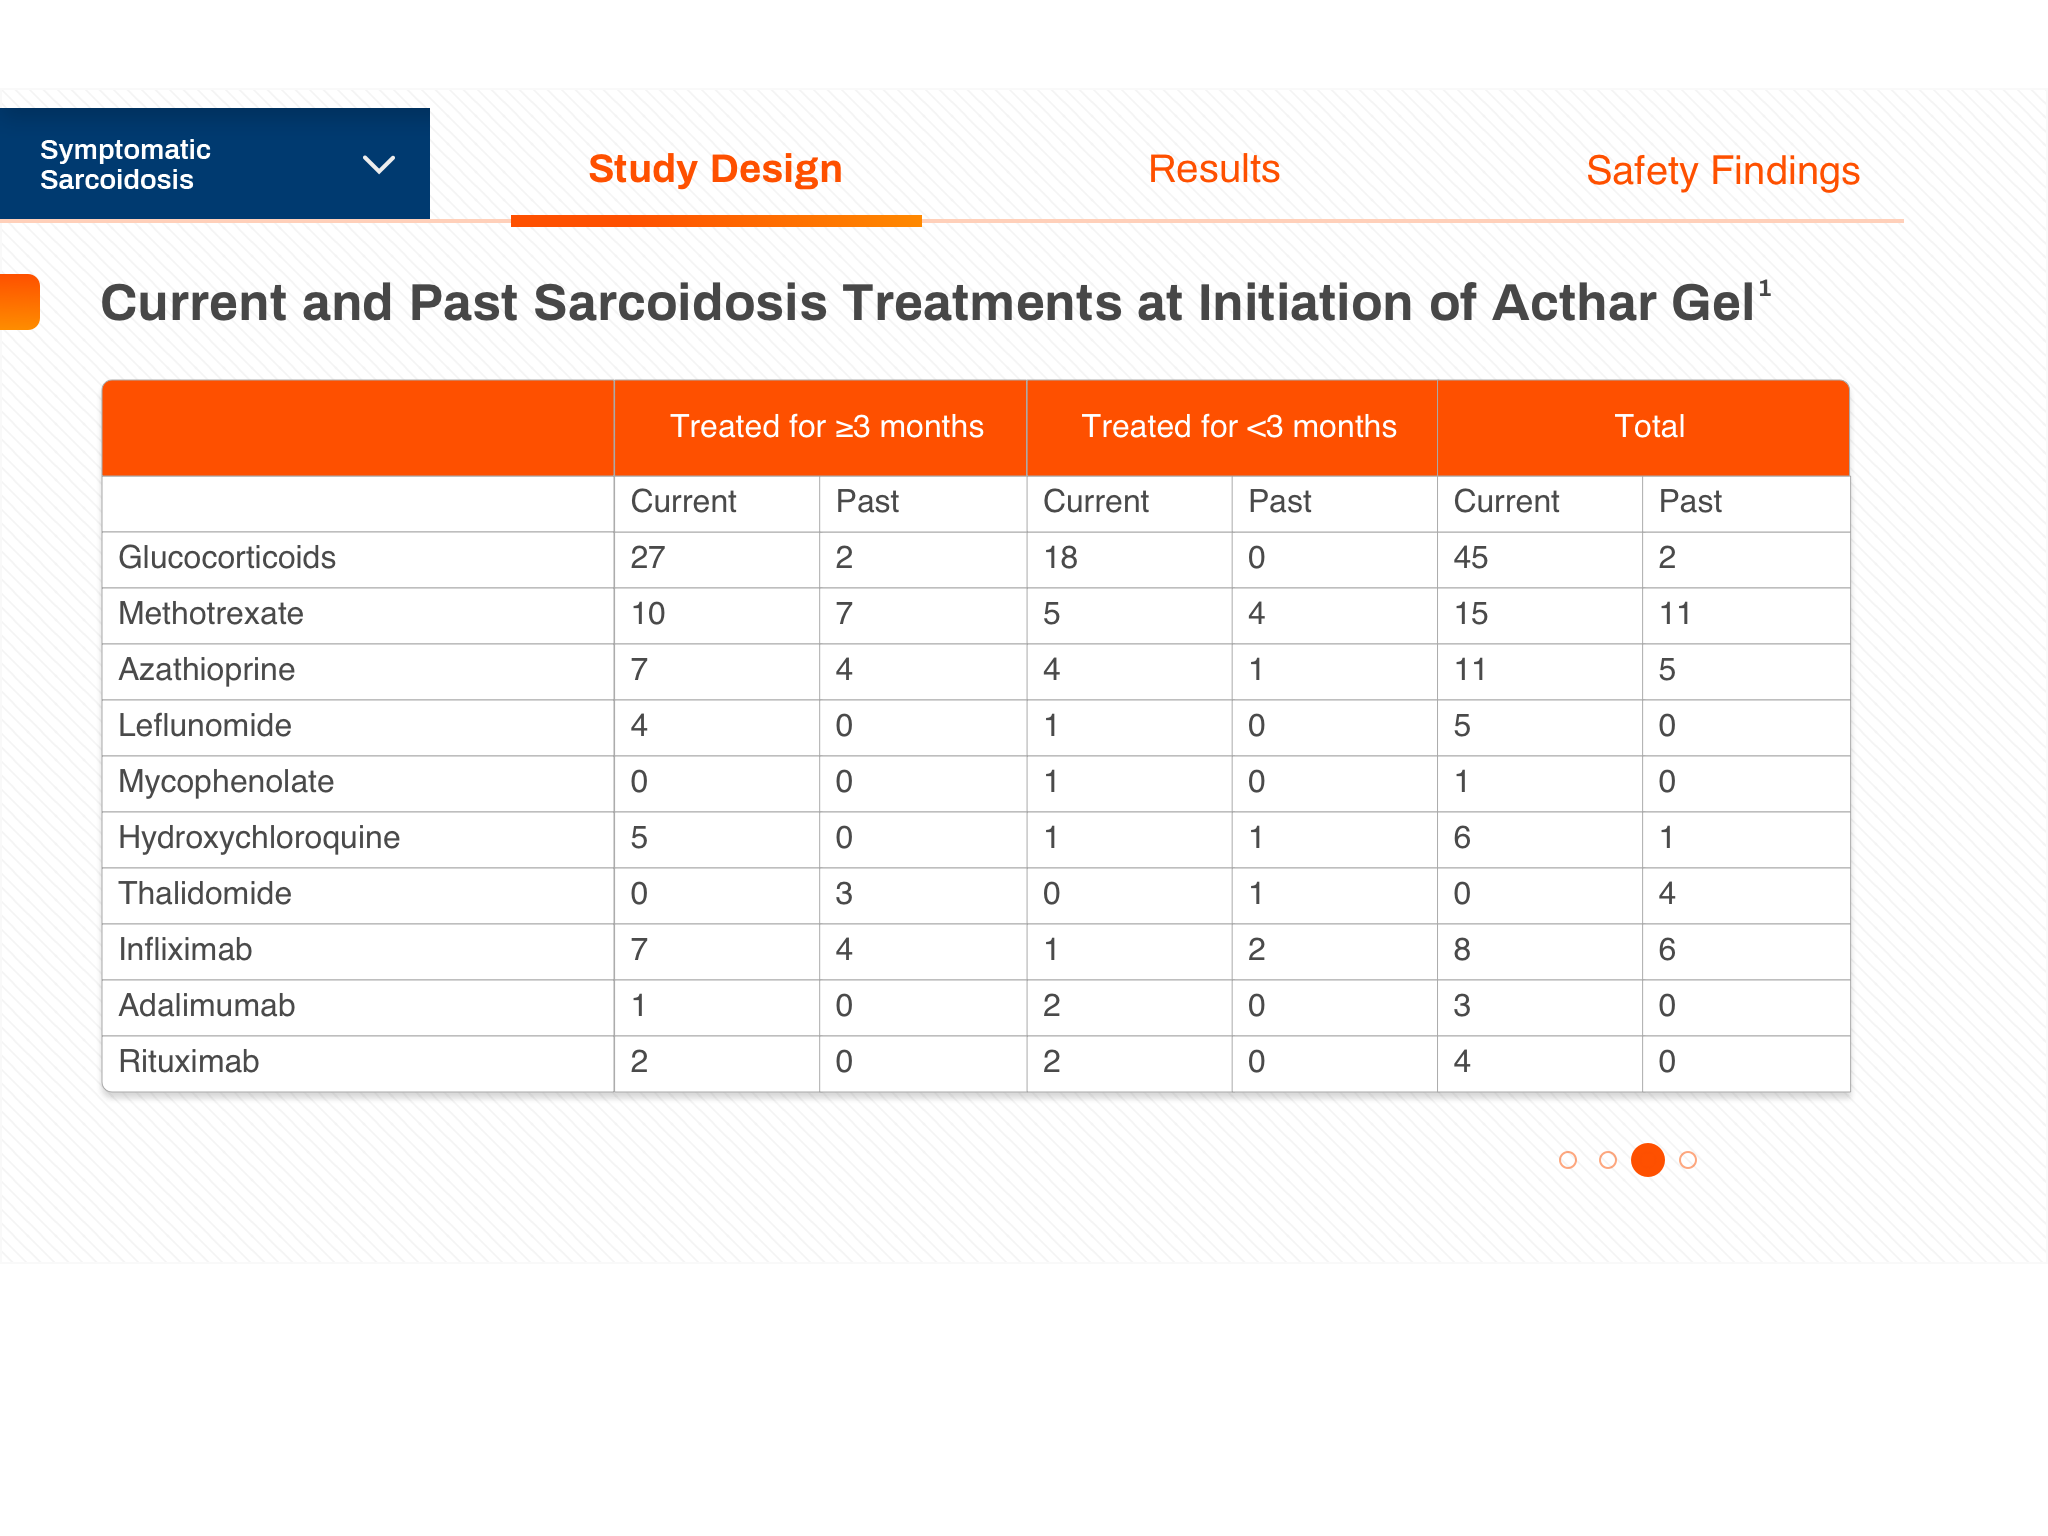 Symptomatic
Sarcoidosis
Study Design
Results
Safety Findings
Current and Past Sarcoidosis Treatments at Initiation of Acthar Gel¹
Treated for ≥3 months Treated for <3 months Total
Current Past Current Past Current Past
Glucocorticoids 27 2 18 0 45 2
Methotrexate 10 7 5 4 15 11
Azathioprine 7 4 4 1 11 5
Leflunomide 4 0 1 0 5 0
Mycophenolate 0 0 1 0 1 0
Hydroxychloroquine 5 0 1 1 6 1
Thalidomide 0 3 0 1 0 4
Infliximab 7 4 1 2 8 6
Adalimumab 1 0 2 0 3 0
Rituximab 2 0 2 0 4 0